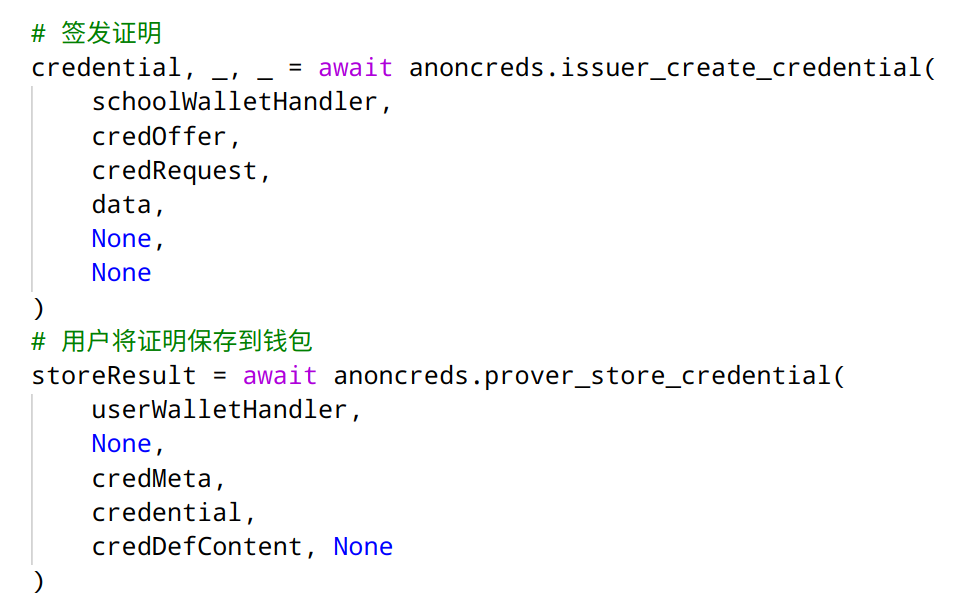 # 签发证明
credential, _, _ = await anoncreds.issuer_create_credential(
    schoolWalletHandler,
    credOffer,
    credRequest,
    data,
    None,
    None
)
# 用户将证明保存到钱包
storeResult = await anoncreds.prover_store_credential(
    userWalletHandler,
    None,
    credMeta,
    credential,
    credDefContent, None
)